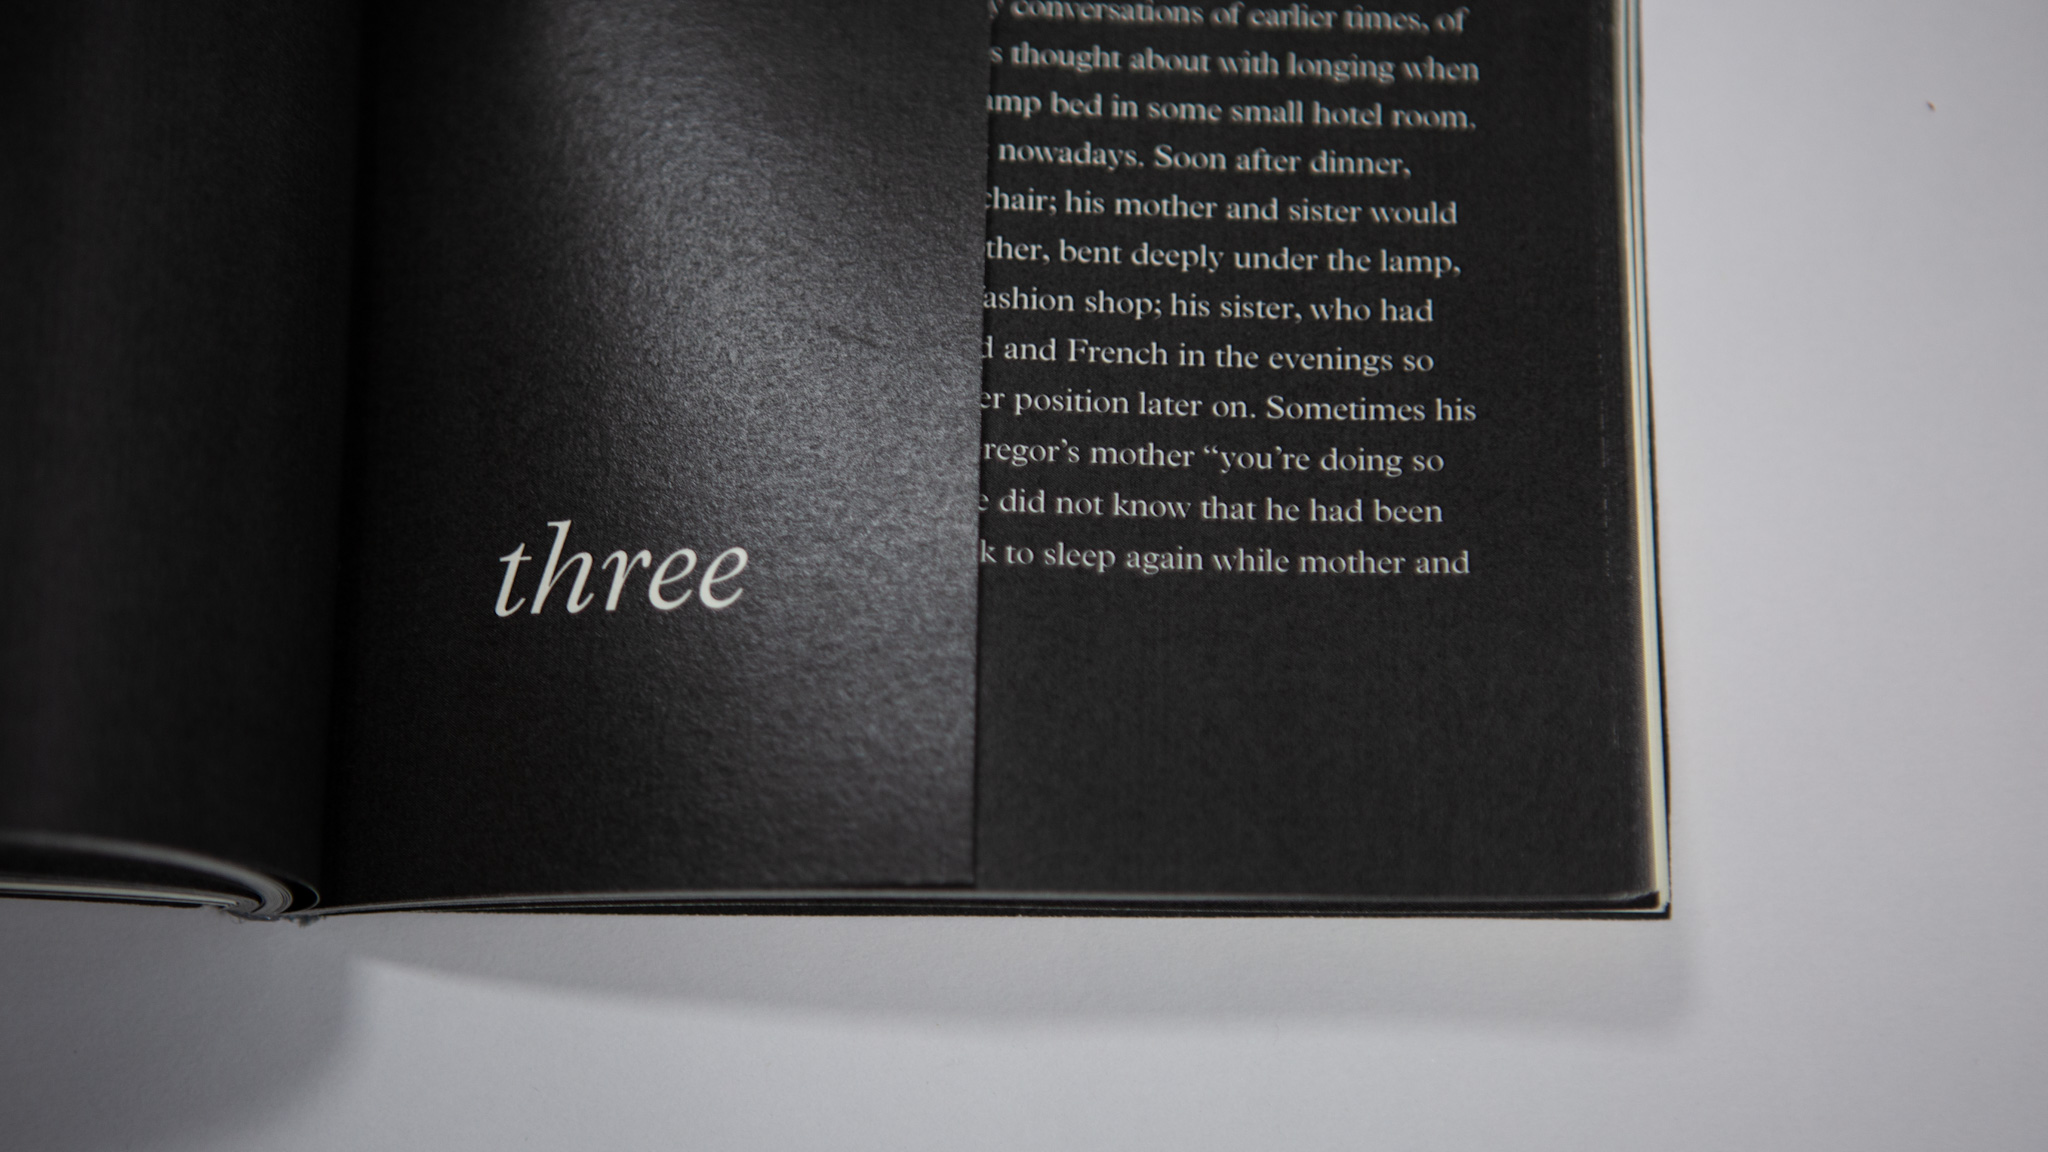 three
conversations of earlier times, of
thought about with longing when
bed in some small hotel room.
nowadays. Soon after dinner,
hair; his mother and sister would
ther, bent deeply under the lamp,
ashion shop; his sister, who had
and French in the evenings so
er position later on. Sometimes his
regor’s mother “you’re doing so
did not know that he had been
k to sleep again while mother and